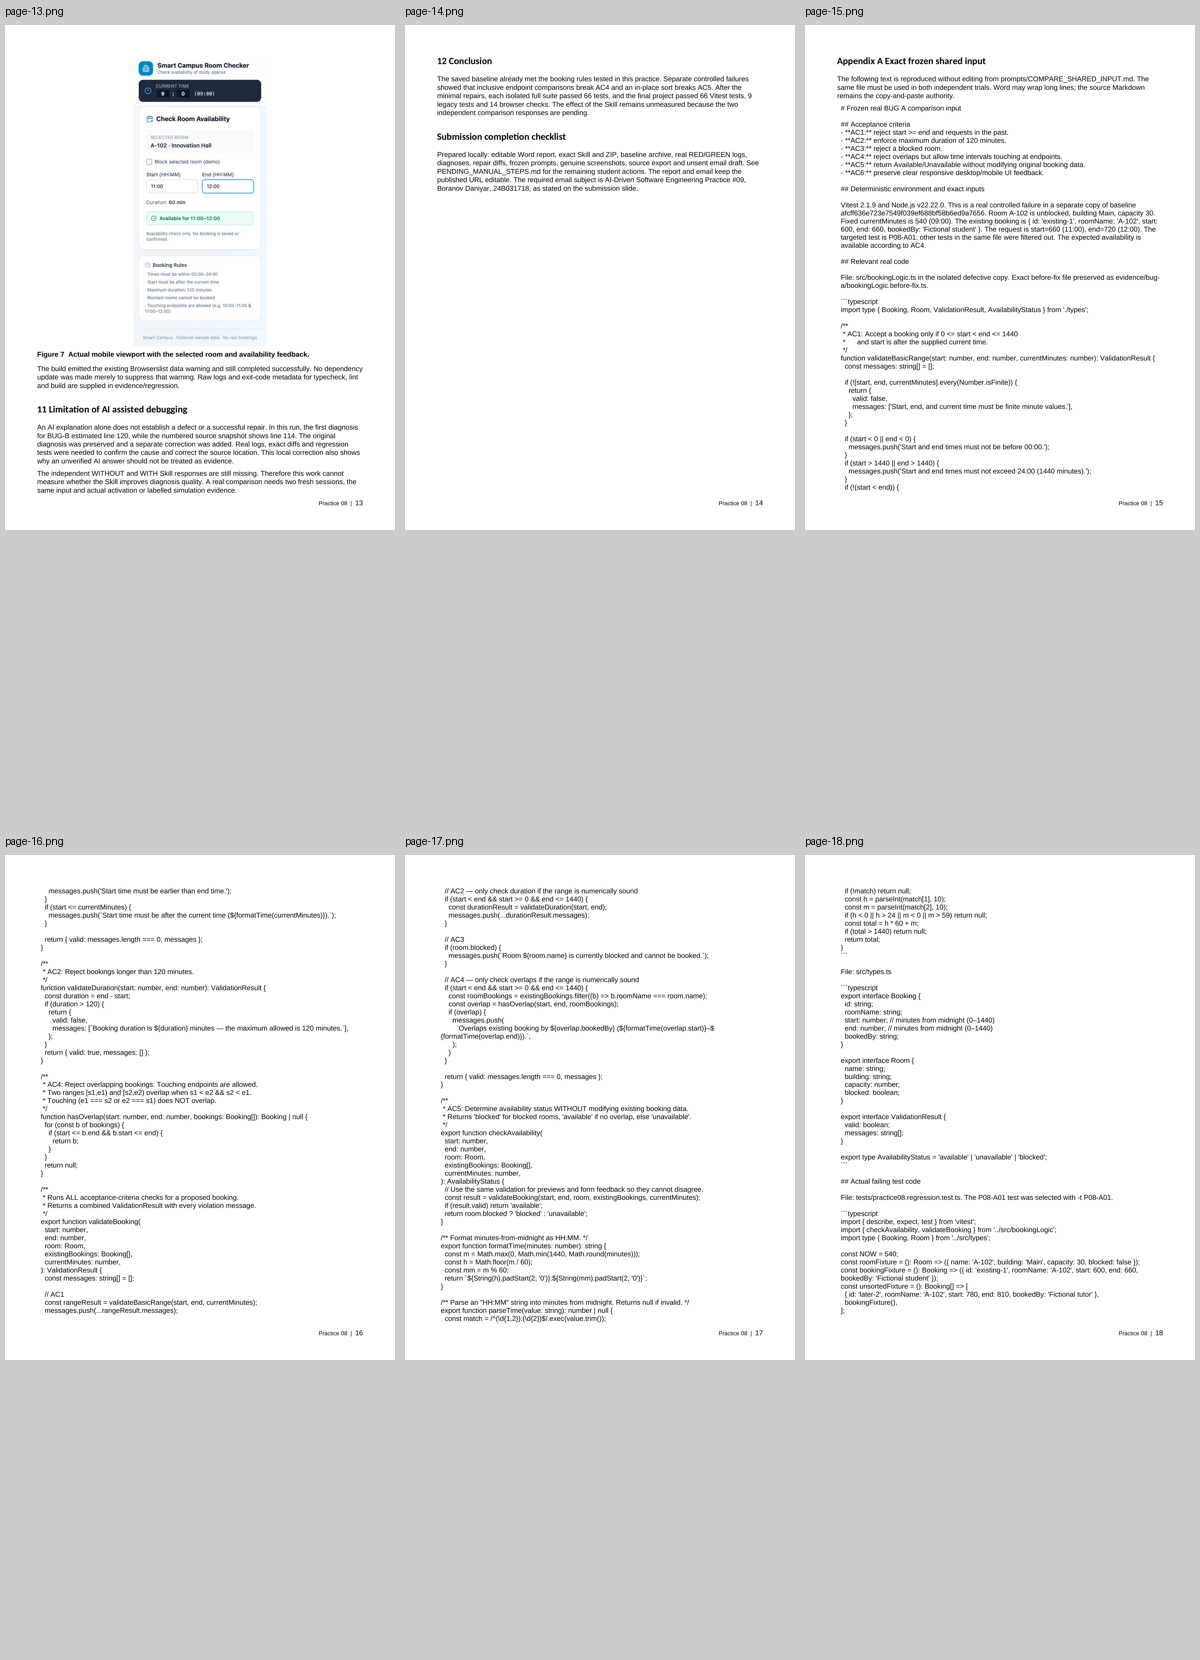 page-13.png
Smart Campus Room Checker
Check availability of study spaces
CURRENT TIME
9 : 0 (09:00)
Check Room Availability
SELECTED ROOM
A-102 · Innovation Hall
Block selected room (demo)
Start (HH:MM) End (HH:MM)
11:00 12:00
Duration: 60 min
Available for 11:00–12:00
Availability check only. No booking is saved or
confirmed.
Booking Rules
· Times must be within 00:00–24:00
· Start must be after the current time
· Maximum duration: 120 minutes
· Blocked rooms cannot be booked
· Touching endpoints are allowed (e.g. 10:00–11:00 &
11:00–12:00)
Smart Campus · Fictional sample data · No real bookings
Figure 7 Actual mobile viewport with the selected room and availability feedback.
The build emitted the existing Browserslist data warning and still completed successfully. No dependency
update was made merely to suppress that warning. Raw logs and exit-code metadata for typecheck, lint
and build are supplied in evidence/regression.
11 Limitation of AI assisted debugging
An AI explanation alone does not establish a defect or a successful repair. In this run, the first diagnosis
for BUG-B estimated line 120, while the numbered source snapshot shows line 114. The original
diagnosis was preserved and a separate correction was added. Real logs, exact diffs and regression
tests were needed to confirm the cause and correct the source location. This local correction also shows
why an unverified AI answer should not be treated as evidence.
The independent WITHOUT and WITH Skill responses are still missing. Therefore this work cannot
measure whether the Skill improves diagnosis quality. A real comparison needs two fresh sessions, the
same input and actual activation or labelled simulation evidence.
Practice 08 | 13
page-14.png
12 Conclusion
The saved baseline already met the booking rules tested in this practice. Separate controlled failures
showed that inclusive endpoint comparisons break AC4 and an in-place sort breaks AC5. After the
minimal repairs, each isolated full suite passed 66 tests, and the final project passed 66 Vitest tests, 9
legacy tests and 14 browser checks. The effect of the Skill remains unmeasured because the two
independent comparison responses are pending.
Submission completion checklist
Prepared locally: editable Word report, exact Skill and ZIP, baseline archive, real RED/GREEN logs,
diagnoses, repair diffs, frozen prompts, genuine screenshots, source export and unsent email draft. See
PENDING_MANUAL_STEPS.md for the remaining student actions. The report and email keep the
published URL editable. The required email subject is AI-Driven Software Engineering Practice #09,
Boranov Daniyar, 24B031718, as stated on the submission slide.
Practice 08 | 14
page-15.png
Appendix A Exact frozen shared input
The following text is reproduced without editing from prompts/COMPARE_SHARED_INPUT.md. The
same file must be used in both independent trials. Word may wrap long lines; the source Markdown
remains the copy-and-paste authority.
# Frozen real BUG A comparison input
## Acceptance criteria
- **AC1:** reject start >= end and requests in the past.
- **AC2:** enforce maximum duration of 120 minutes.
- **AC3:** reject a blocked room.
- **AC4:** reject overlaps but allow time intervals touching at endpoints.
- **AC5:** return Available/Unavailable without modifying original booking data.
- **AC6:** preserve clear responsive desktop/mobile UI feedback.
## Deterministic environment and exact inputs
Vitest 2.1.9 and Node.js v22.22.0. This is a real controlled failure in a separate copy of baseline
afcff636e723e7549f039ef688bf58b6ed9a7656. Room A-102 is unblocked, building Main, capacity 30.
Fixed currentMinutes is 540 (09:00). The existing booking is { id: 'existing-1', roomName: 'A-102', start:
600, end: 660, bookedBy: 'Fictional student' }. The request is start=660 (11:00), end=720 (12:00). The
targeted test is P08-A01; other tests in the same file were filtered out. The expected availability is
available according to AC4.
## Relevant real code
File: src/bookingLogic.ts in the isolated defective copy. Exact before-fix file preserved as evidence/bug-
a/bookingLogic.before-fix.ts.
```typescript
import type { Booking, Room, ValidationResult, AvailabilityStatus } from './types';
/**
* AC1: Accept a booking only if 0 <= start < end <= 1440
* and start is after the supplied current time.
*/
function validateBasicRange(start: number, end: number, currentMinutes: number): ValidationResult {
const messages: string[] = [];
if (![start, end, currentMinutes].every(Number.isFinite)) {
return {
valid: false,
messages: ['Start, end, and current time must be finite minute values.'],
};
}
if (start < 0 || end < 0) {
messages.push('Start and end times must not be before 00:00.');
}
if (start > 1440 || end > 1440) {
messages.push('Start and end times must not exceed 24:00 (1440 minutes).');
}
if (!(start < end)) {
Practice 08 | 15
page-16.png
messages.push('Start time must be earlier than end time.');
}
if (start <= currentMinutes) {
messages.push(`Start time must be after the current time (${formatTime(currentMinutes)}).`);
}
return { valid: messages.length === 0, messages };
}
/**
* AC2: Reject bookings longer than 120 minutes.
*/
function validateDuration(start: number, end: number): ValidationResult {
const duration = end - start;
if (duration > 120) {
return {
valid: false,
messages: [`Booking duration is ${duration} minutes — the maximum allowed is 120 minutes.`],
};
}
return { valid: true, messages: [] };
}
/**
* AC4: Reject overlapping bookings. Touching endpoints are allowed.
* Two ranges [s1,e1) and [s2,e2) overlap when s1 < e2 && s2 < e1.
* Touching (e1 === s2 or e2 === s1) does NOT overlap.
*/
function hasOverlap(start: number, end: number, bookings: Booking[]): Booking | null {
for (const b of bookings) {
if (start <= b.end && b.start <= end) {
return b;
}
}
return null;
}
/**
* Runs ALL acceptance-criteria checks for a proposed booking.
* Returns a combined ValidationResult with every violation message.
*/
export function validateBooking(
start: number,
end: number,
room: Room,
existingBookings: Booking[],
currentMinutes: number,
): ValidationResult {
const messages: string[] = [];
// AC1
const rangeResult = validateBasicRange(start, end, currentMinutes);
messages.push(...rangeResult.messages);
Practice 08 | 16
page-17.png
// AC2 — only check duration if the range is numerically sound
if (start < end && start >= 0 && end <= 1440) {
const durationResult = validateDuration(start, end);
messages.push(...durationResult.messages);
}
// AC3
if (room.blocked) {
messages.push(`Room ${room.name} is currently blocked and cannot be booked.`);
}
// AC4 — only check overlaps if the range is numerically sound
if (start < end && start >= 0 && end <= 1440) {
const roomBookings = existingBookings.filter((b) => b.roomName === room.name);
const overlap = hasOverlap(start, end, roomBookings);
if (overlap) {
messages.push(
`Overlaps existing booking by ${overlap.bookedBy} (${formatTime(overlap.start)}–$
{formatTime(overlap.end)}).`,
);
}
}
return { valid: messages.length === 0, messages };
}
/**
* AC5: Determine availability status WITHOUT modifying existing booking data.
* Returns 'blocked' for blocked rooms, 'available' if no overlap, else 'unavailable'.
*/
export function checkAvailability(
start: number,
end: number,
room: Room,
existingBookings: Booking[],
currentMinutes: number,
): AvailabilityStatus {
// Use the same validation for previews and form feedback so they cannot disagree.
const result = validateBooking(start, end, room, existingBookings, currentMinutes);
if (result.valid) return 'available';
return room.blocked ? 'blocked' : 'unavailable';
}
/** Format minutes-from-midnight as HH:MM. */
export function formatTime(minutes: number): string {
const m = Math.max(0, Math.min(1440, Math.round(minutes)));
const h = Math.floor(m / 60);
const mm = m % 60;
return `${String(h).padStart(2, '0')}:${String(mm).padStart(2, '0')}`;
}
/** Parse an "HH:MM" string into minutes from midnight. Returns null if invalid. */
export function parseTime(value: string): number | null {
const match = /^(\d{1,2}):(\d{2})$/.exec(value.trim());
Practice 08 | 17
page-18.png
if (!match) return null;
const h = parseInt(match[1], 10);
const m = parseInt(match[2], 10);
if (h < 0 || h > 24 || m < 0 || m > 59) return null;
const total = h * 60 + m;
if (total > 1440) return null;
return total;
}
```
File: src/types.ts
```typescript
export interface Booking {
id: string;
roomName: string;
start: number; // minutes from midnight (0–1440)
end: number; // minutes from midnight (0–1440)
bookedBy: string;
}
export interface Room {
name: string;
building: string;
capacity: number;
blocked: boolean;
}
export interface ValidationResult {
valid: boolean;
messages: string[];
}
export type AvailabilityStatus = 'available' | 'unavailable' | 'blocked';
```
## Actual failing test code
File: tests/practice08.regression.test.ts. The P08-A01 test was selected with -t P08-A01.
```typescript
import { describe, expect, test } from 'vitest';
import { checkAvailability, validateBooking } from '../src/bookingLogic';
import type { Booking, Room } from '../src/types';
const NOW = 540;
const roomFixture = (): Room => ({ name: 'A-102', building: 'Main', capacity: 30, blocked: false });
const bookingFixture = (): Booking => ({ id: 'existing-1', roomName: 'A-102', start: 600, end: 660,
bookedBy: 'Fictional student' });
const unsortedFixture = (): Booking[] => [
{ id: 'later-2', roomName: 'A-102', start: 780, end: 810, bookedBy: 'Fictional tutor' },
bookingFixture(),
];
Practice 08 | 18